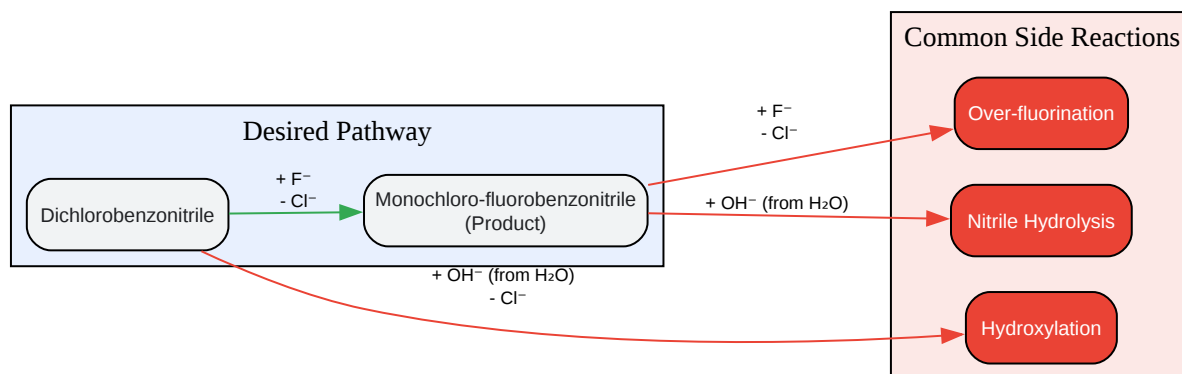 Common Side Reactions
Over-fluorination
+ F⁻
- Cl⁻
Desired Pathway
+ F⁻
- Cl⁻
Dichlorobenzonitrile
Monochloro-fluorobenzonitrile
(Product)
+ OH⁻ (from H₂O)
Nitrile Hydrolysis
+ OH⁻ (from H₂O)
- Cl⁻
Hydroxylation